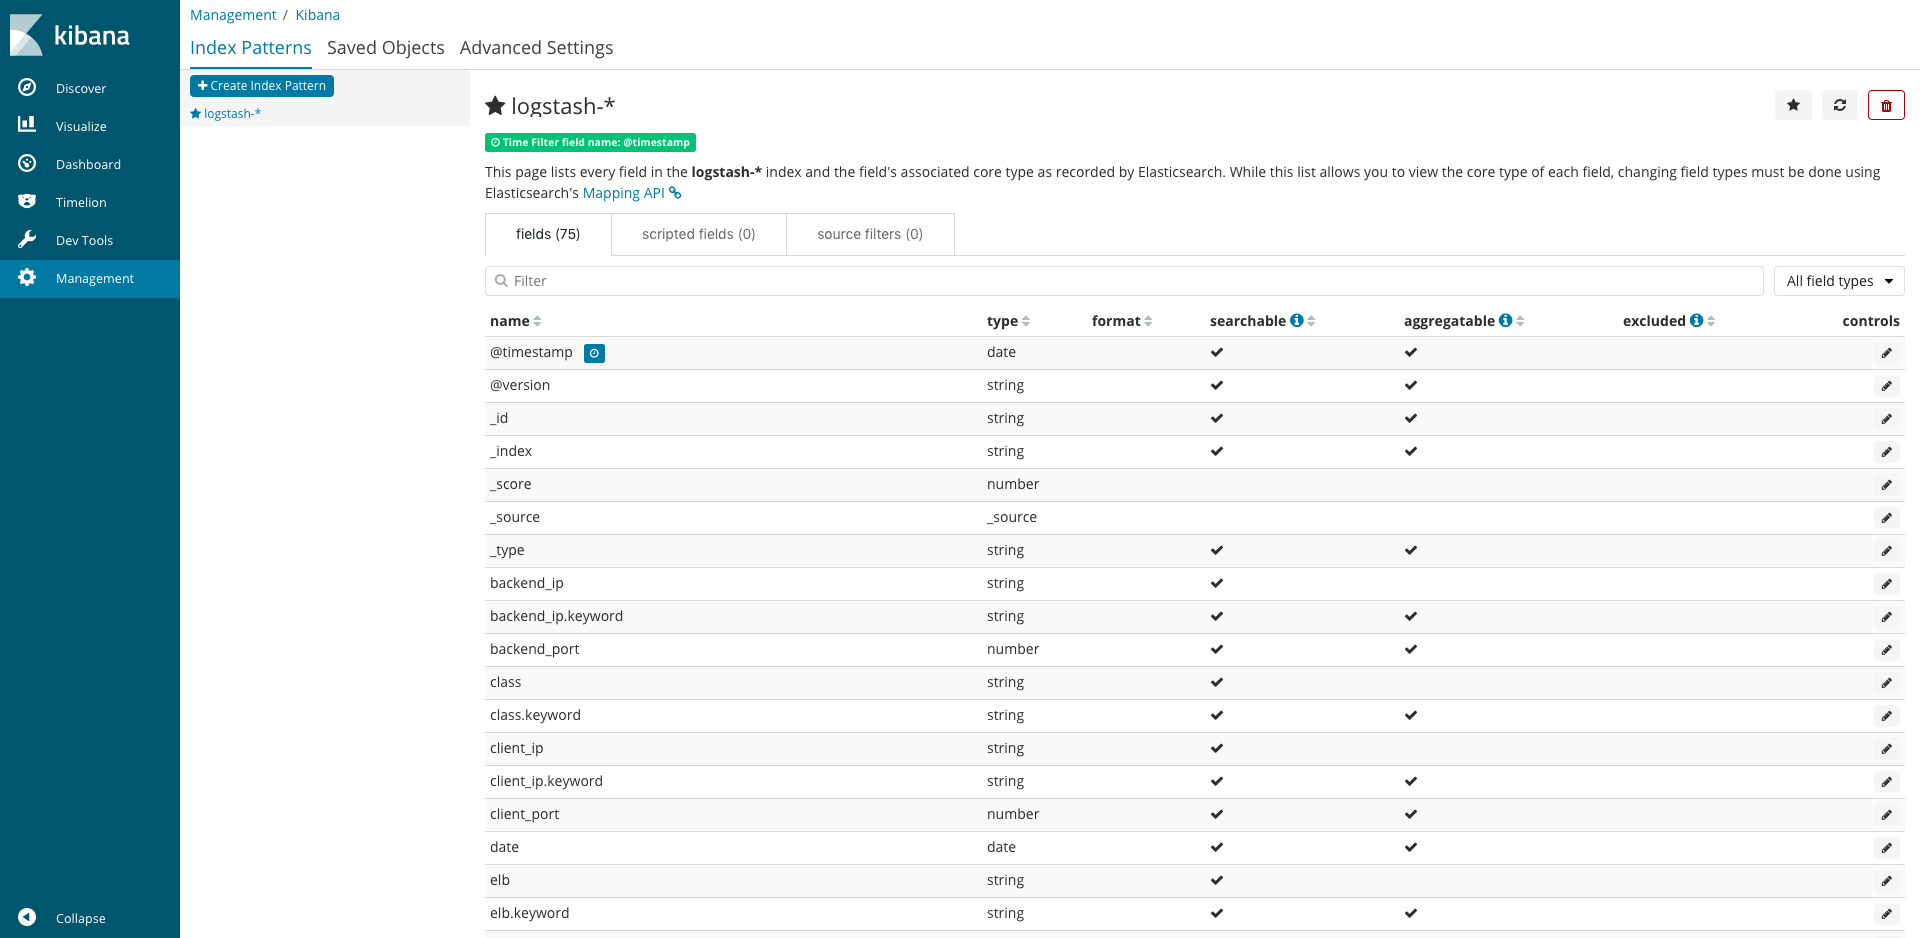 kibana
Discover
Visualize
Dashboard
Timelion
Dev Tools
Management
Collapse
Management / Kibana
Index Patterns Saved Objects Advanced Settings
Create Index Pattern
logstash-*
logstash-*
Time Filter field name: @timestamp
This page lists every field in the logstash-* index and the field's associated core type as recorded by Elasticsearch. While this list allows you to view the core type of each field, changing field types must be done using
Elasticsearch's Mapping API
fields (75) scripted fields (0) source filters (0)
Filter All field types
name type format searchable aggregatable excluded controls
@timestamp date
@version string
_id string
_index string
_score number
_source _source
_type string
backend_ip string
backend_ip.keyword string
backend_port number
class string
class.keyword string
client_ip string
client_ip.keyword string
client_port number
date date
elb string
elb.keyword string